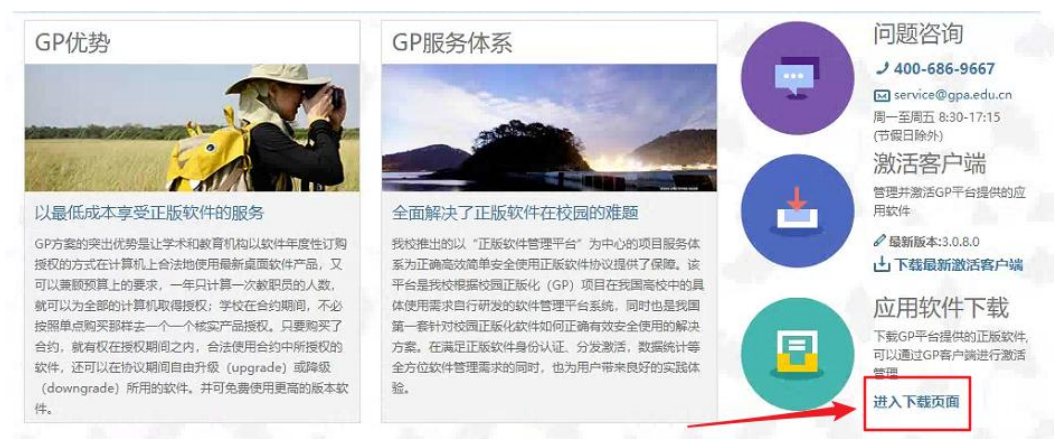 GP优势
以最低成本享受正版软件的服务
GP方案的突出优势是让学术和教育机构以软件年度性订购
授权的方式在计算机上合法地使用最新桌面软件产品，又
可以兼顾预算上的要求，一年只计算一次教职员的人数，
就可以为全部的计算机取得授权；学校在合约期间，不必
按照单点购买那样去一个一个核实产品授权。只要购买了
合约，就有权在授权期间之内，合法使用合约中所授权的
软件，还可以在协议期间自由升级（upgrade）或降级
（downgrade）所用的软件。并可免费使用更高的版本软
件。
GP服务体系
全面解决了正版软件在校园的难题
我校推出的以“正版软件管理平台”为中心的项目服务体
系为正确高效简单安全使用正版软件协议提供了保障。该
平台是我校根据校园正版化（GP）项目在我国高校中的具
体使用需求自行研发的软件管理平台系统，同时也是我国
第一套针对校园正版化软件如何正确有效安全使用的解决
方案。在满足正版软件身份认证、分发激活，数据统计等
全方位软件管理需求的同时，也为用户带来良好的实践体
验。
问题咨询
400-686-9667
service@gpa.edu.cn
周一至周五 8:30-17:15
(节假日除外)
激活客户端
管理并激活GP平台提供的应
用软件
最新版本:3.0.8.0
下载最新激活客户端
应用软件下载
下载GP平台提供的正版软件,
可以通过GP客户端进行激活
管理
进入下载页面